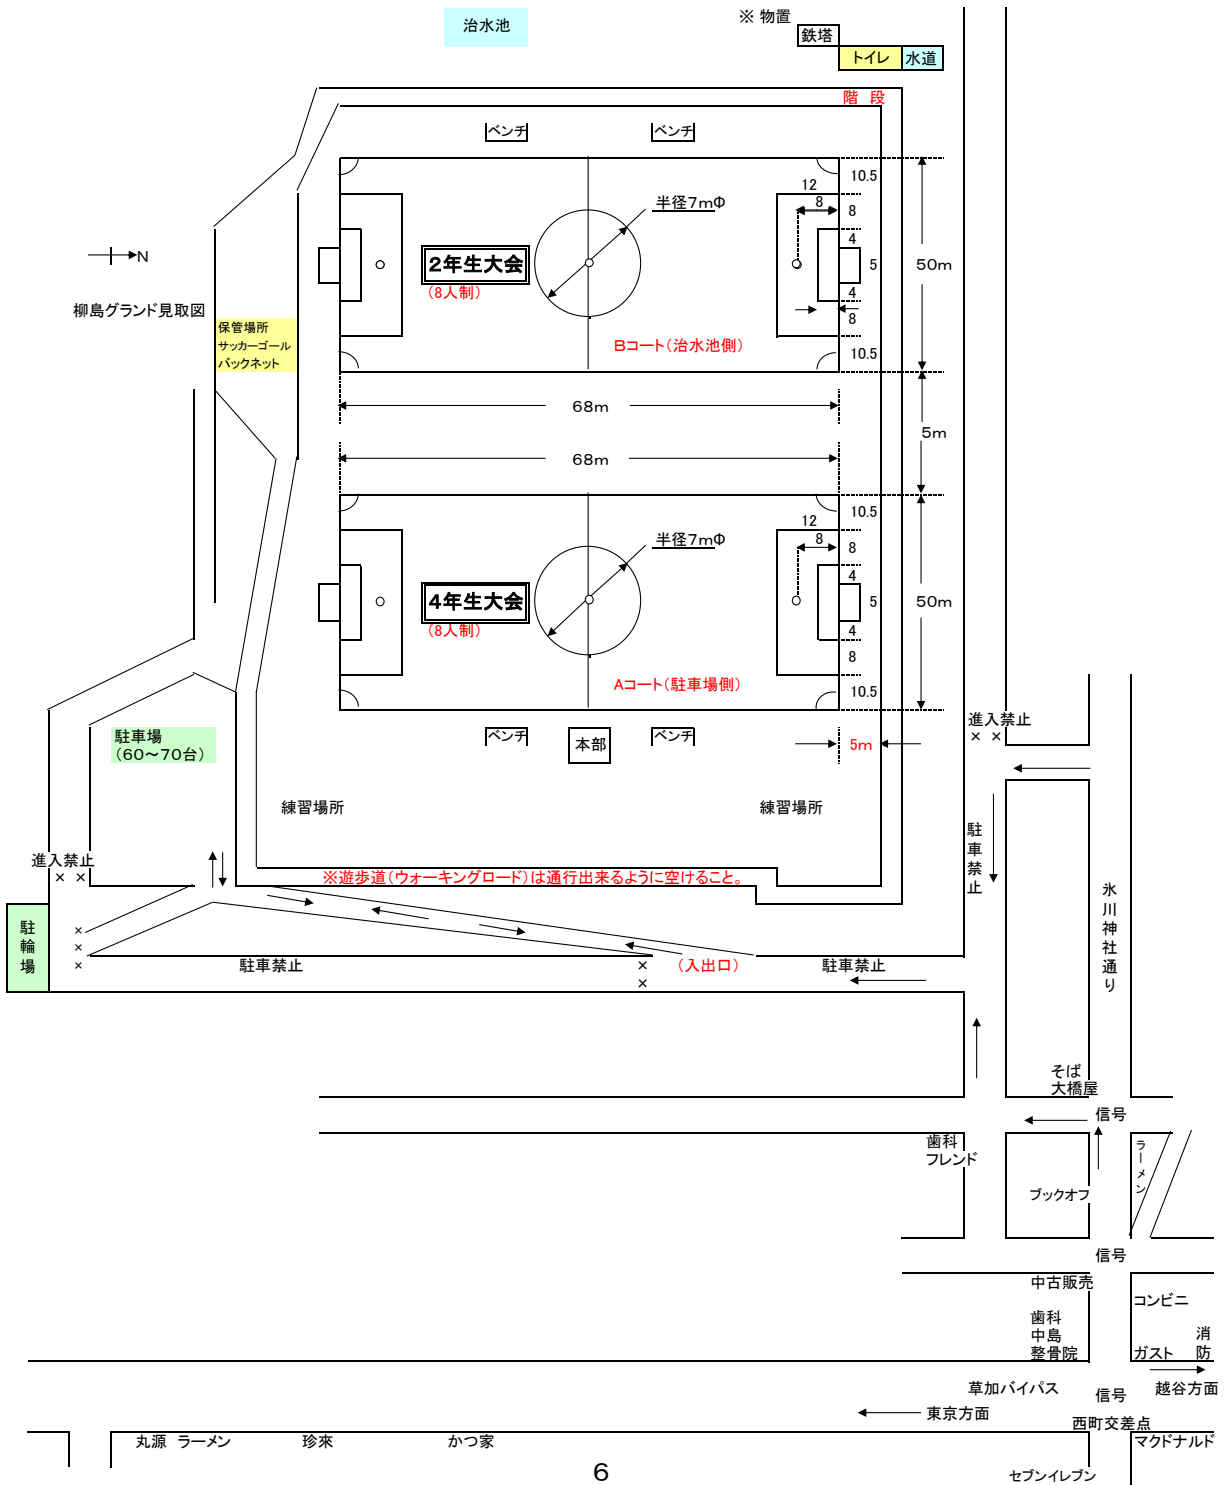 治水池
※ 物置
鉄塔
トイレ
水道
階 段
ベンチ
ベンチ
10.5
12
8
8
半径7mΦ
4
N
2年生大会
5
50m
(8人制)
4
柳島グランド見取図
8
保管場所
サッカーゴール
バックネット
Bコート(治水池側)
10.5
68m
5m
68m
10.5
12
8
8
半径7mΦ
4
4年生大会
5
50m
(8人制)
4
8
Aコート(駐車場側)
10.5
進入禁止
× ×
駐車場
(60～70台)
ベンチ
本部
ベンチ
5m
練習場所
練習場所
駐車禁止
進入禁止
× ×
※遊歩道(ウォーキングロード)は通行出来るように空けること。
氷川神社通り
駐輪場
×
×
×
駐車禁止
×
×
(入出口)
駐車禁止
そば
大橋屋
信号
歯科
フレンド
ラーメン
ブックオフ
信号
中古販売
コンビニ
歯科
中島
整骨院
ガスト
消防
草加バイパス
信号
越谷方面
東京方面
西町交差点
丸源 ラーメン
珍来
かつ家
マクドナルド
6
セブンイレブン